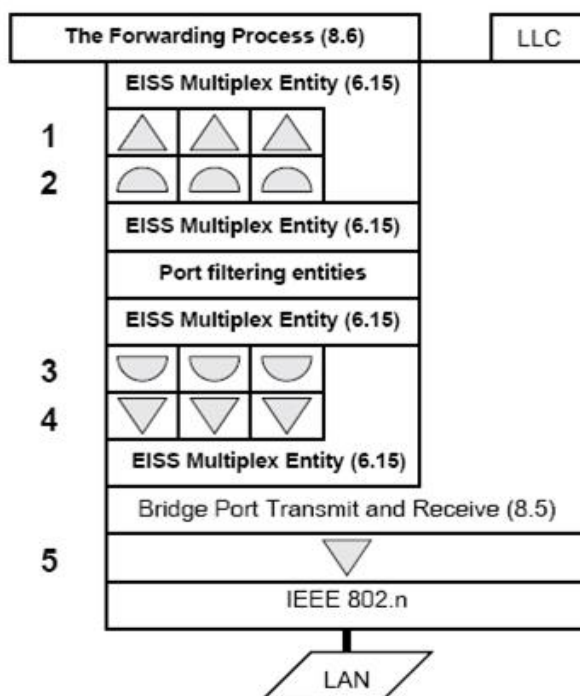 The Forwarding Process (8.6)
LLC
EISS Multiplex Entity (6.15)
1
2
EISS Multiplex Entity (6.15)
Port filtering entities
EISS Multiplex Entity (6.15)
3
4
EISS Multiplex Entity (6.15)
Bridge Port Transmit and Receive (8.5)
5
IEEE 802.n
LAN